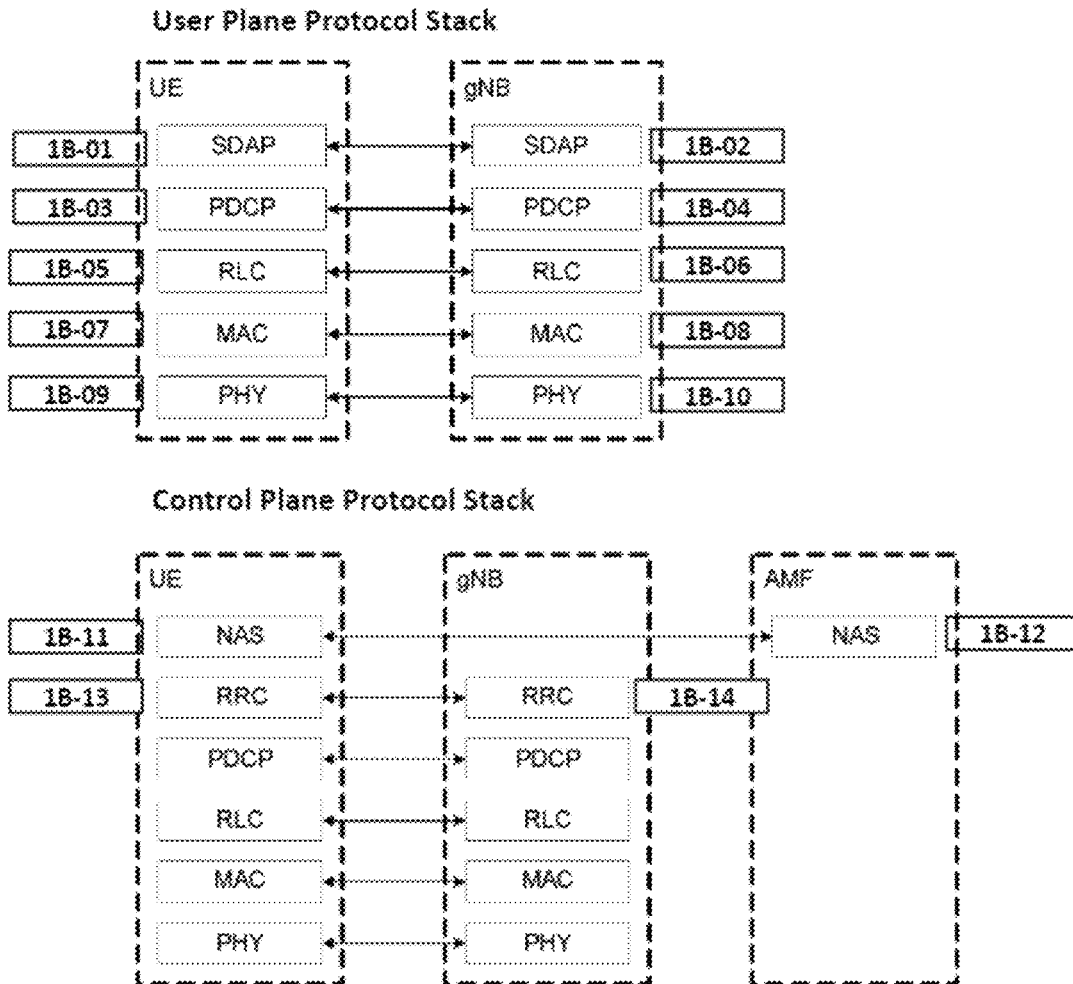 User Plane Protocol Stack
UE gNB
1B-01 SDAP SDAP 1B-02
1B-03 PDCP PDCP 1B-04
1B-05 RLC RLC 1B-06
1B-07 MAC MAC 1B-08
1B-09 PHY PHY 1B-10
Control Plane Protocol Stack
UE gNB AMF
1B-11 NAS NAS 1B-12
1B-13 RRC RRC 1B-14
PDCP PDCP
RLC RLC
MAC MAC
PHY PHY